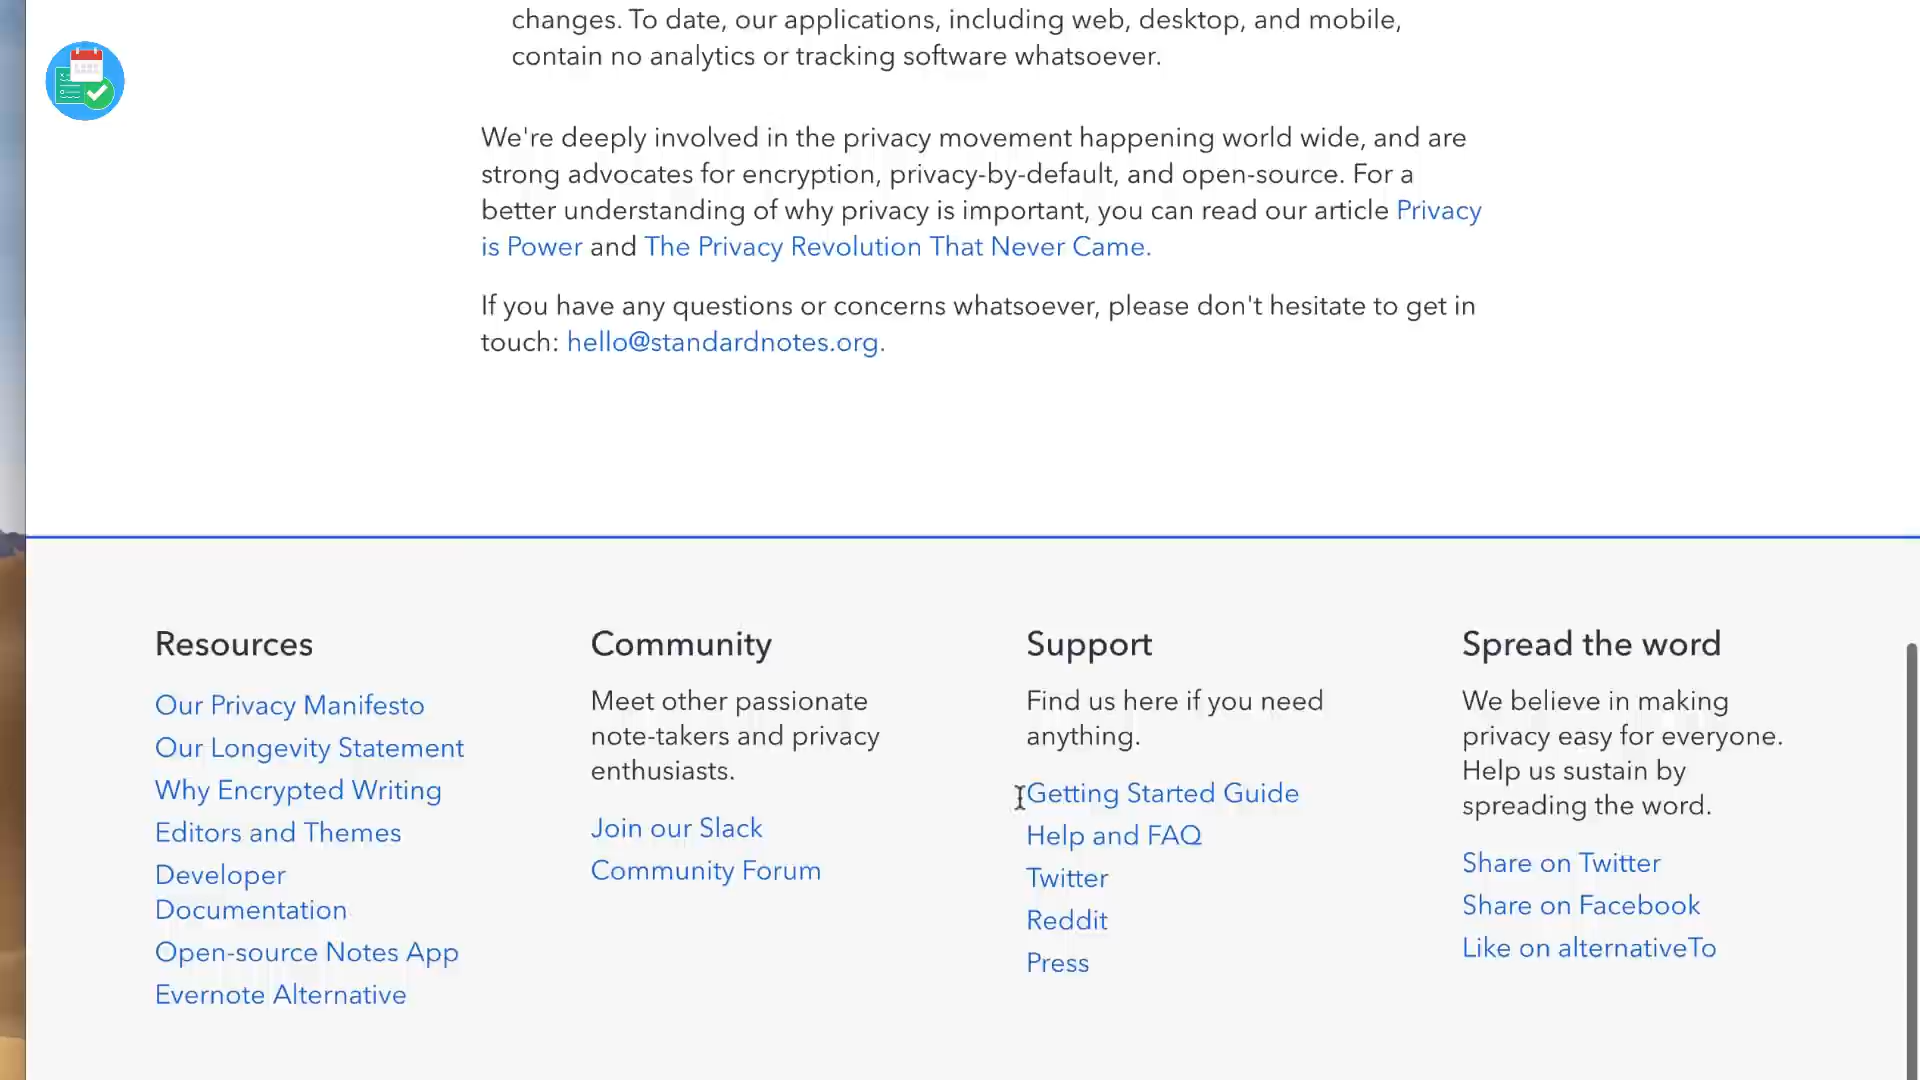 changes. To date, our applications, including web, desktop, and mobile,
contain no analytics or tracking software whatsoever.
We're deeply involved in the privacy movement happening world wide, and are
strong advocates for encryption, privacy-by-default, and open-source. For a
better understanding of why privacy is important, you can read our article Privacy
is Power and The Privacy Revolution That Never Came.
If you have any questions or concerns whatsoever, please don't hesitate to get in
touch: hello@standardnotes.org.
Resources
Our Privacy Manifesto
Our Longevity Statement
Why Encrypted Writing
Editors and Themes
Developer
Documentation
Open-source Notes App
Evernote Alternative
Community
Meet other passionate
note-takers and privacy
enthusiasts.
Join our Slack
Community Forum
Support
Find us here if you need
anything.
Getting Started Guide
Help and FAQ
Twitter
Reddit
Press
Spread the word
We believe in making
privacy easy for everyone.
Help us sustain by
spreading the word.
Share on Twitter
Share on Facebook
Like on alternativeTo